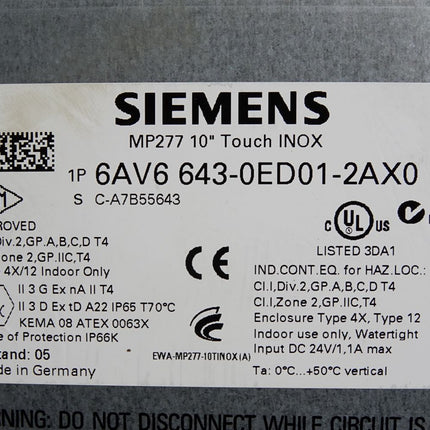 SIEMENS
MP277 10" Touch INOX
1P 6AV6 643-0ED01-2AX0
S C-A7B55643
M
ROVED
Div.2,GP.A,B,C,D T4
one 2,GP.IIC,T4
4X/12 Indoor Only
II 3 G Ex nA II T4
II 3 D Ex tD A22 IP65 T70°C
KEMA 08 ATEX 0063X
e of Protection IP66K
stand: 05
e in Germany
CE
EWA-MP277-10TINOX(A)
C UL US
LISTED 3DA1
IND.CONT.EQ. for HAZ.LOC.:
Cl.I,Div.2,GP.A,B,C,D T4
Cl.I,Zone 2,GP.IIC,T4
Enclosure Type 4X, Type 12
Indoor use only, Watertight
Input DC 24V/1,1A max
Ta: 0°C...+50°C vertical
RNING: DO NOT DISCONNECT WHILE CIRCUIT IS